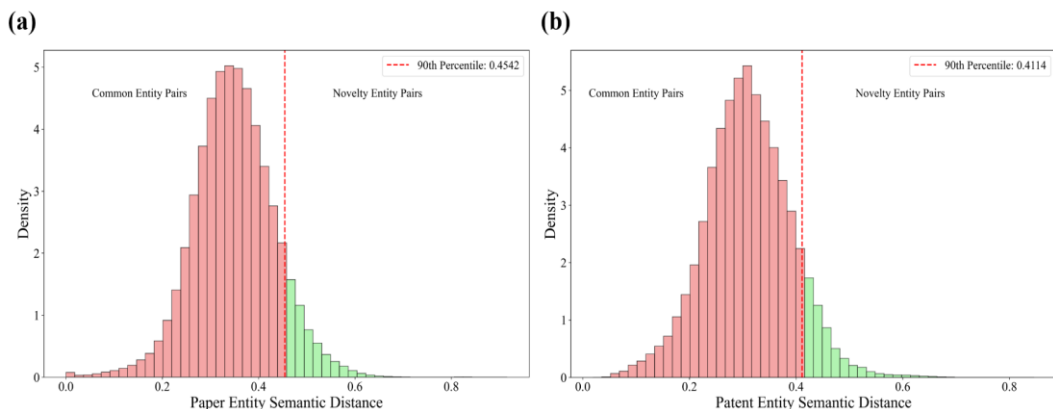 (a)
90th Percentile: 0.4542
Common Entity Pairs
Novelty Entity Pairs
Density
5
4
3
2
1
0
0.0
0.2
0.4
0.6
0.8
Paper Entity Semantic Distance
(b)
90th Percentile: 0.4114
Common Entity Pairs
Novelty Entity Pairs
Density
5
4
3
2
1
0
0.0
0.2
0.4
0.6
0.8
Patent Entity Semantic Distance